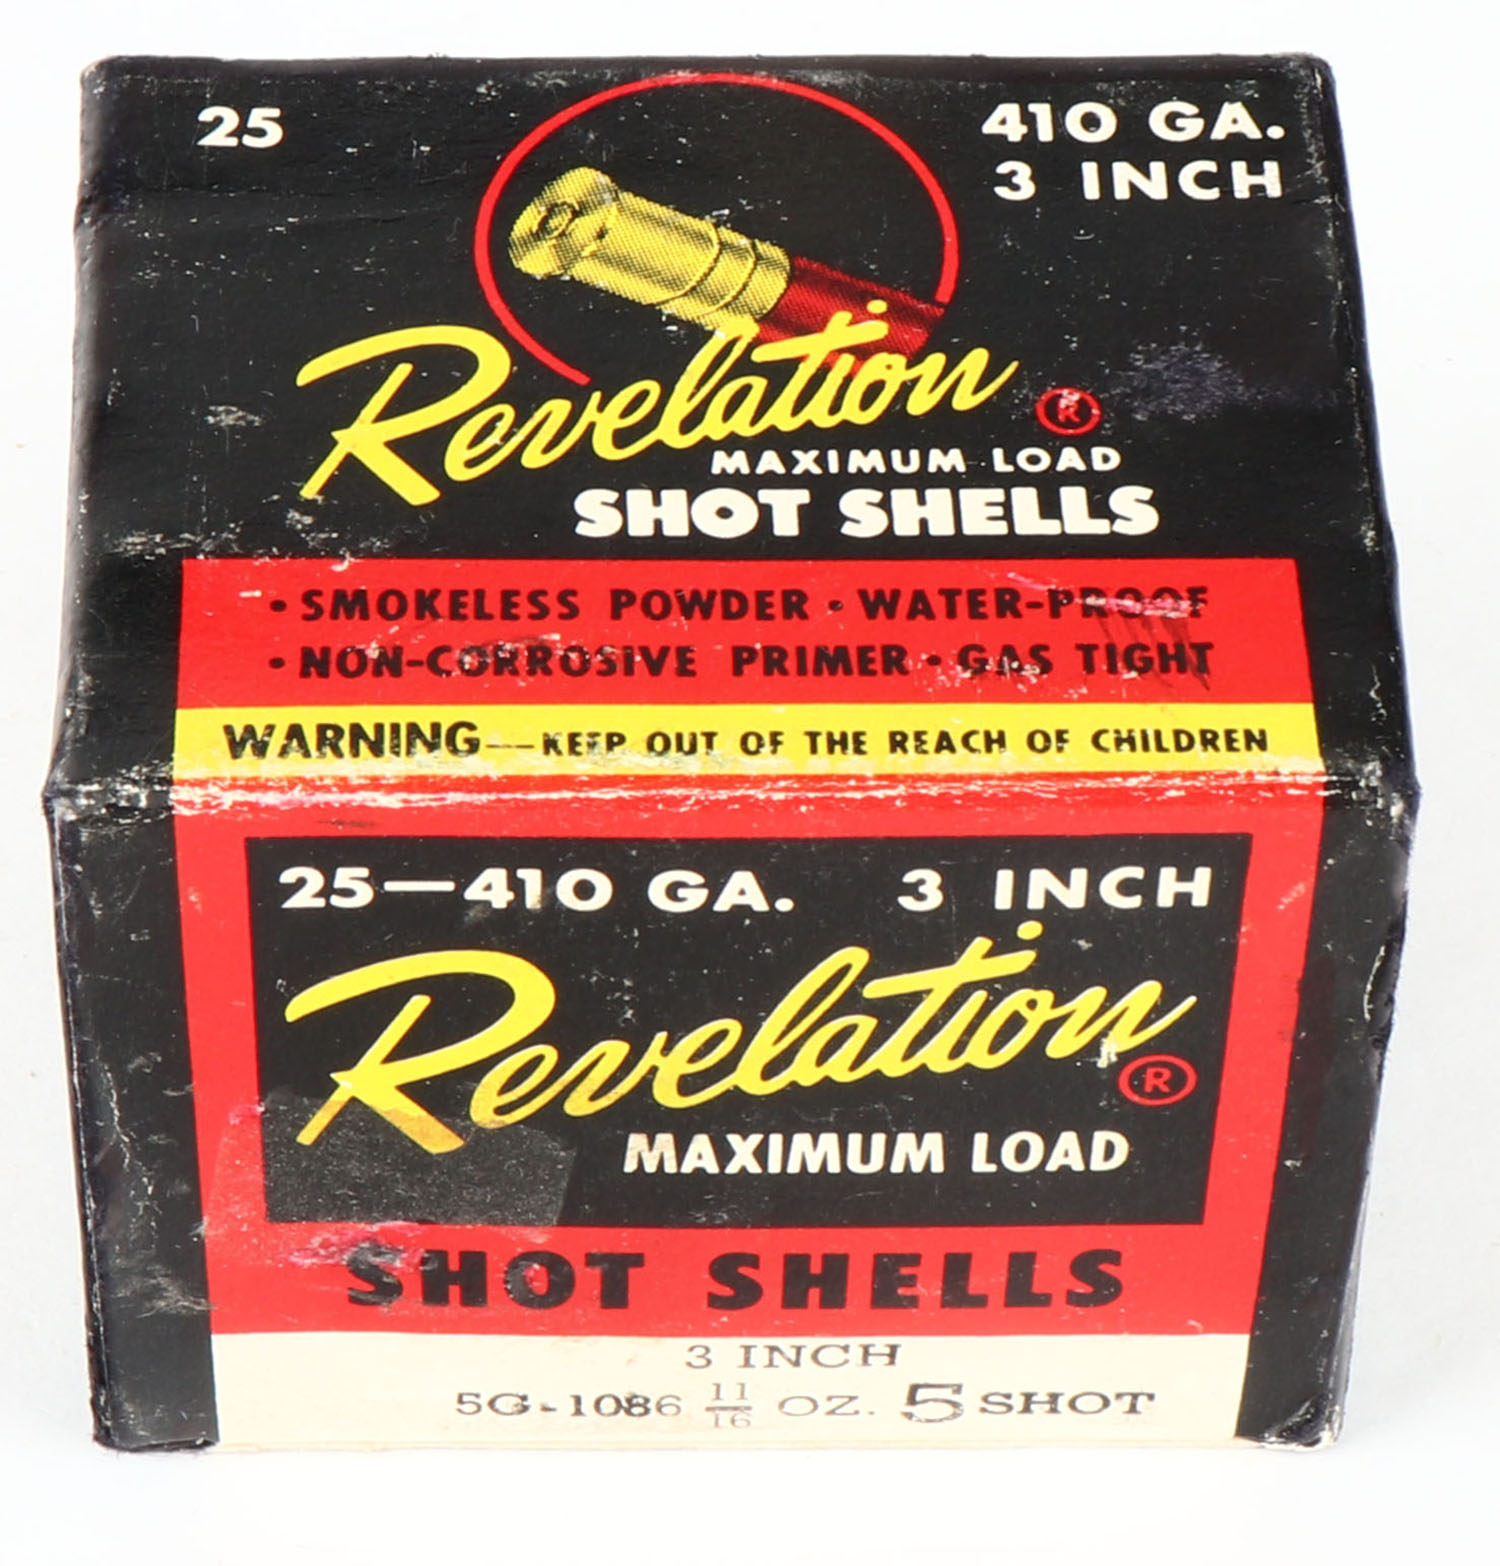 25
410 GA.
3 INCH
Revelation ®
MAXIMUM LOAD
SHOT SHELLS
• SMOKELESS POWDER • WATER-PROOF
• NON-CORROSIVE PRIMER • GAS TIGHT
WARNING—KEEP OUT OF THE REACH OF CHILDREN
25—410 GA. 3 INCH
Revelation ®
MAXIMUM LOAD
SHOT SHELLS
3 INCH
5G-1086 11/16 OZ. 5 SHOT